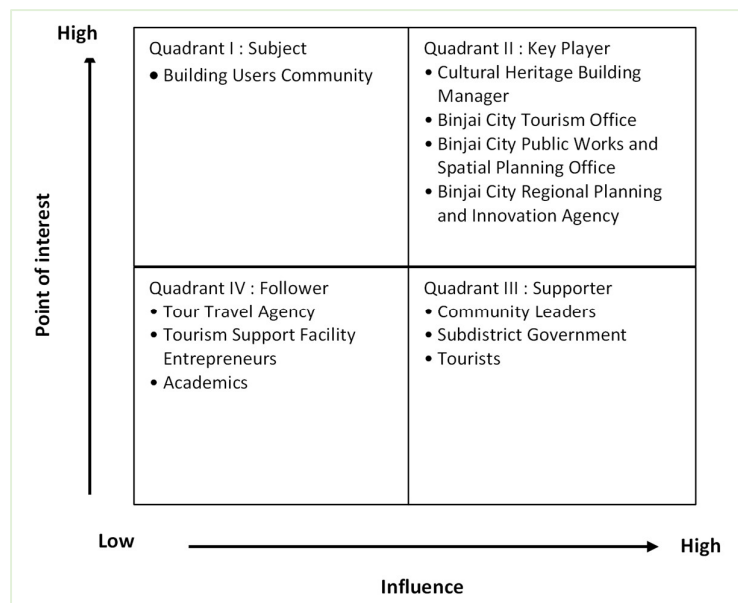 High
Quadrant I : Subject
• Building Users Community
Quadrant II : Key Player
• Cultural Heritage Building
Manager
• Binjai City Tourism Office
• Binjai City Public Works and
Spatial Planning Office
• Binjai City Regional Planning
and Innovation Agency
Point of interest
Quadrant IV : Follower
• Tour Travel Agency
• Tourism Support Facility
Entrepreneurs
• Academics
Quadrant III : Supporter
• Community Leaders
• Subdistrict Government
• Tourists
Low
High
Influence